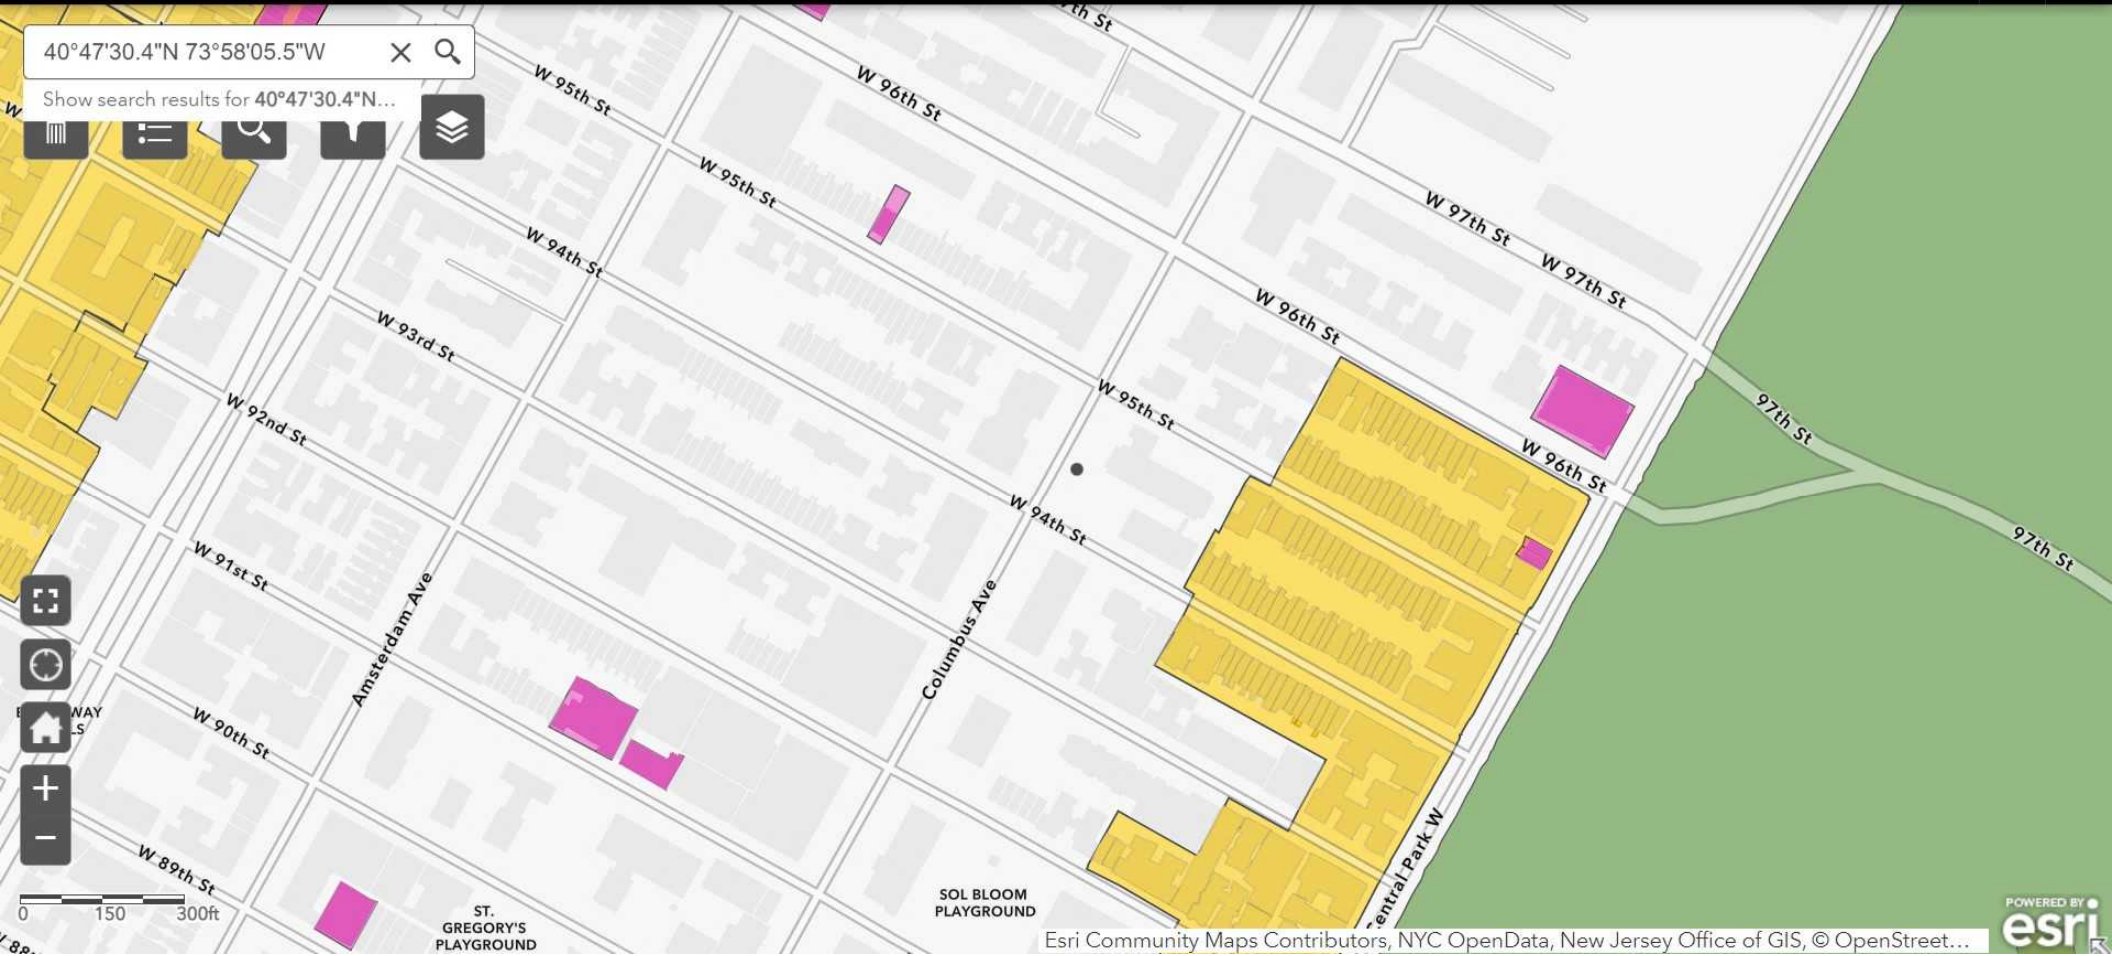 40°47'30.4"N 73°58'05.5"W
Show search results for 40°47'30.4"N...
W 95th St
W 96th St
W 95th St
W 97th St
W 94th St
W 97th St
W 96th St
W 93rd St
W 95th St
97th St
W 92nd St
W 96th St
W 94th St
97th St
W 91st St
Amsterdam Ave
Columbus Ave
W 90th St
Central Park W
W 89th St
SOL BLOOM
PLAYGROUND
ST.
GREGORY'S
PLAYGROUND
0 150 300ft
POWERED BY
esri
Esri Community Maps Contributors, NYC OpenData, New Jersey Office of GIS, © OpenStreet...